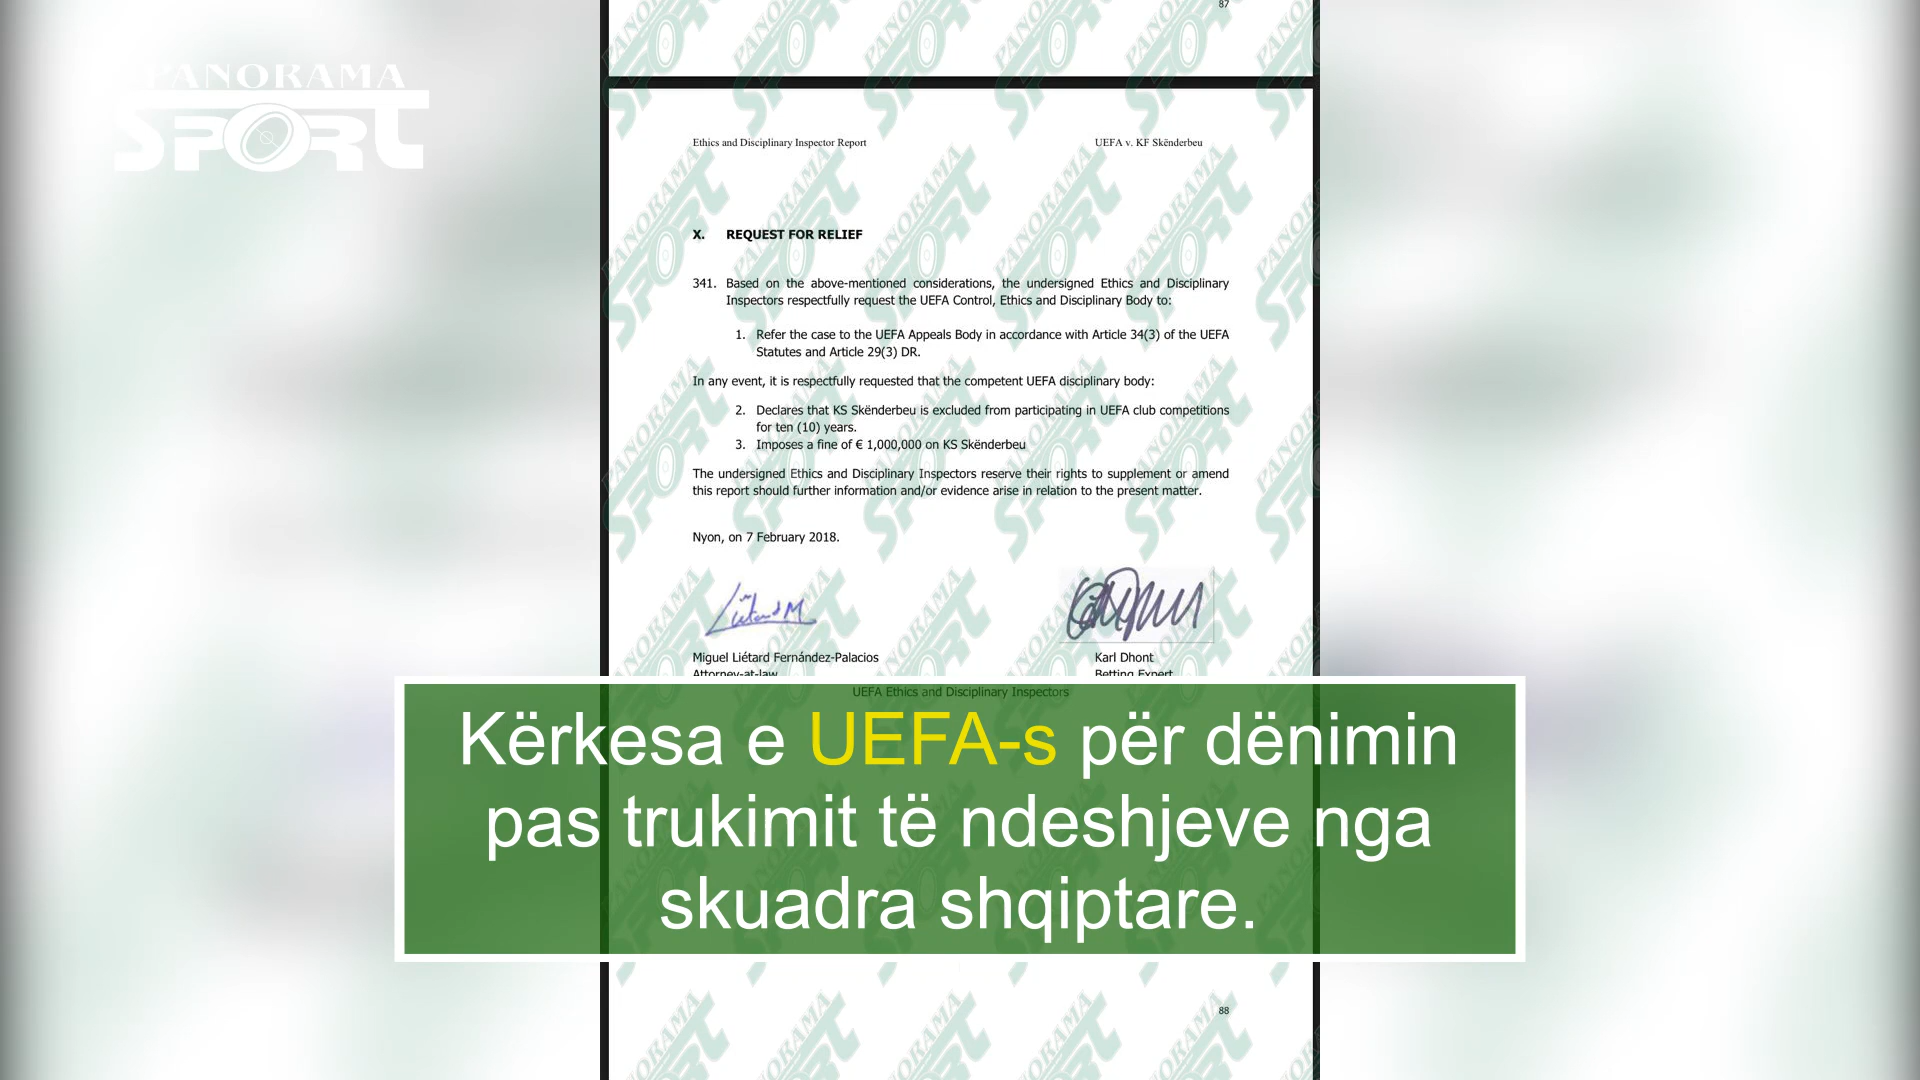 87
PANORAMA
SPORT
Ethics and Disciplinary Inspector Report
UEFA v. KF Skënderbeu
X. REQUEST FOR RELIEF
341. Based on the above-mentioned considerations, the undersigned Ethics and Disciplinary
Inspectors respectfully request the UEFA Control, Ethics and Disciplinary Body to:
1. Refer the case to the UEFA Appeals Body in accordance with Article 34(3) of the UEFA
Statutes and Article 29(3) DR.
In any event, it is respectfully requested that the competent UEFA disciplinary body:
2. Declares that KS Skënderbeu is excluded from participating in UEFA club competitions
for ten (10) years.
3. Imposes a fine of € 1,000,000 on KS Skënderbeu
The undersigned Ethics and Disciplinary Inspectors reserve their rights to supplement or amend
this report should further information and/or evidence arise in relation to the present matter.
Nyon, on 7 February 2018.
Miguel Liétard Fernández-Palacios
Karl Dhont
Attorney-at-law
Betting Expert
UEFA Ethics and Disciplinary Inspectors
Kërkesa e UEFA-s për dënimin
pas trukimit të ndeshjeve nga
skuadra shqiptare.
88